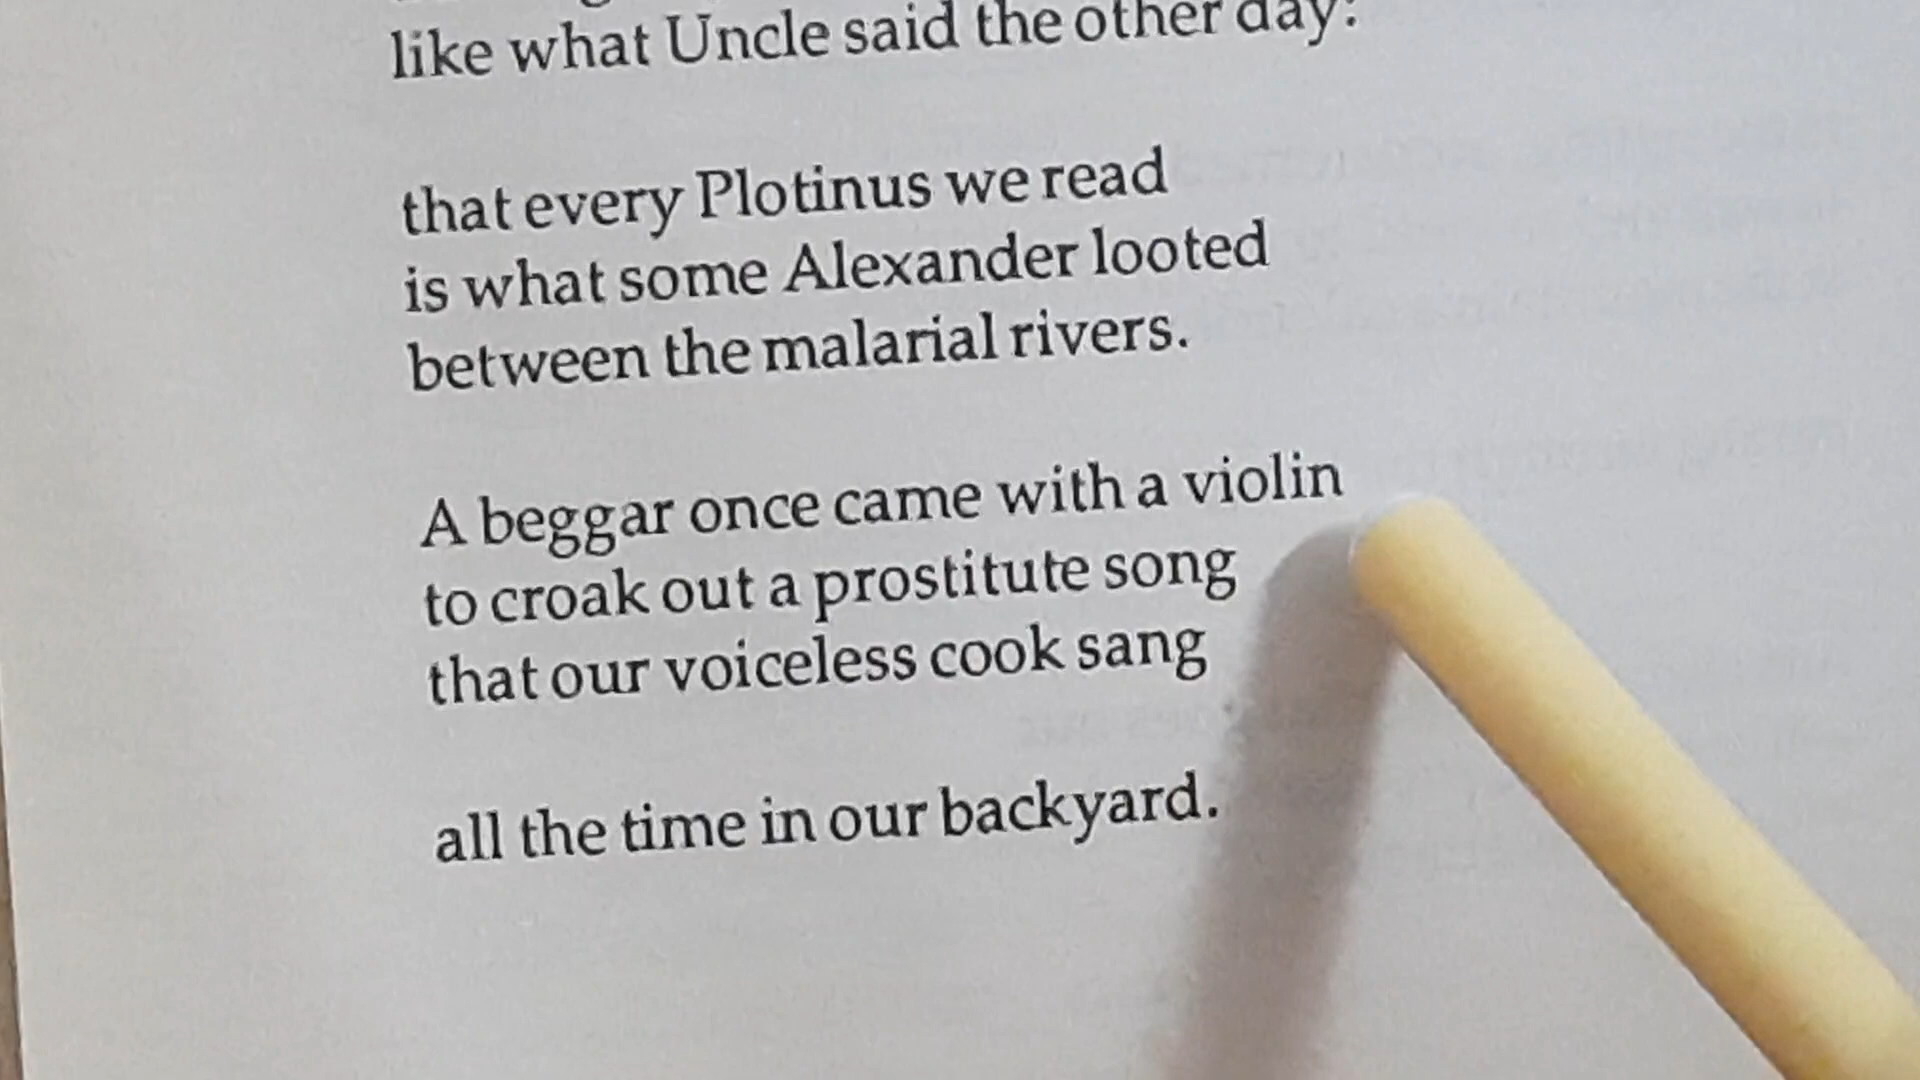 like what Uncle said the other day:
that every Plotinus we read
is what some Alexander looted
between the malarial rivers.
A beggar once came with a violin
to croak out a prostitute song
that our voiceless cook sang
all the time in our backyard.